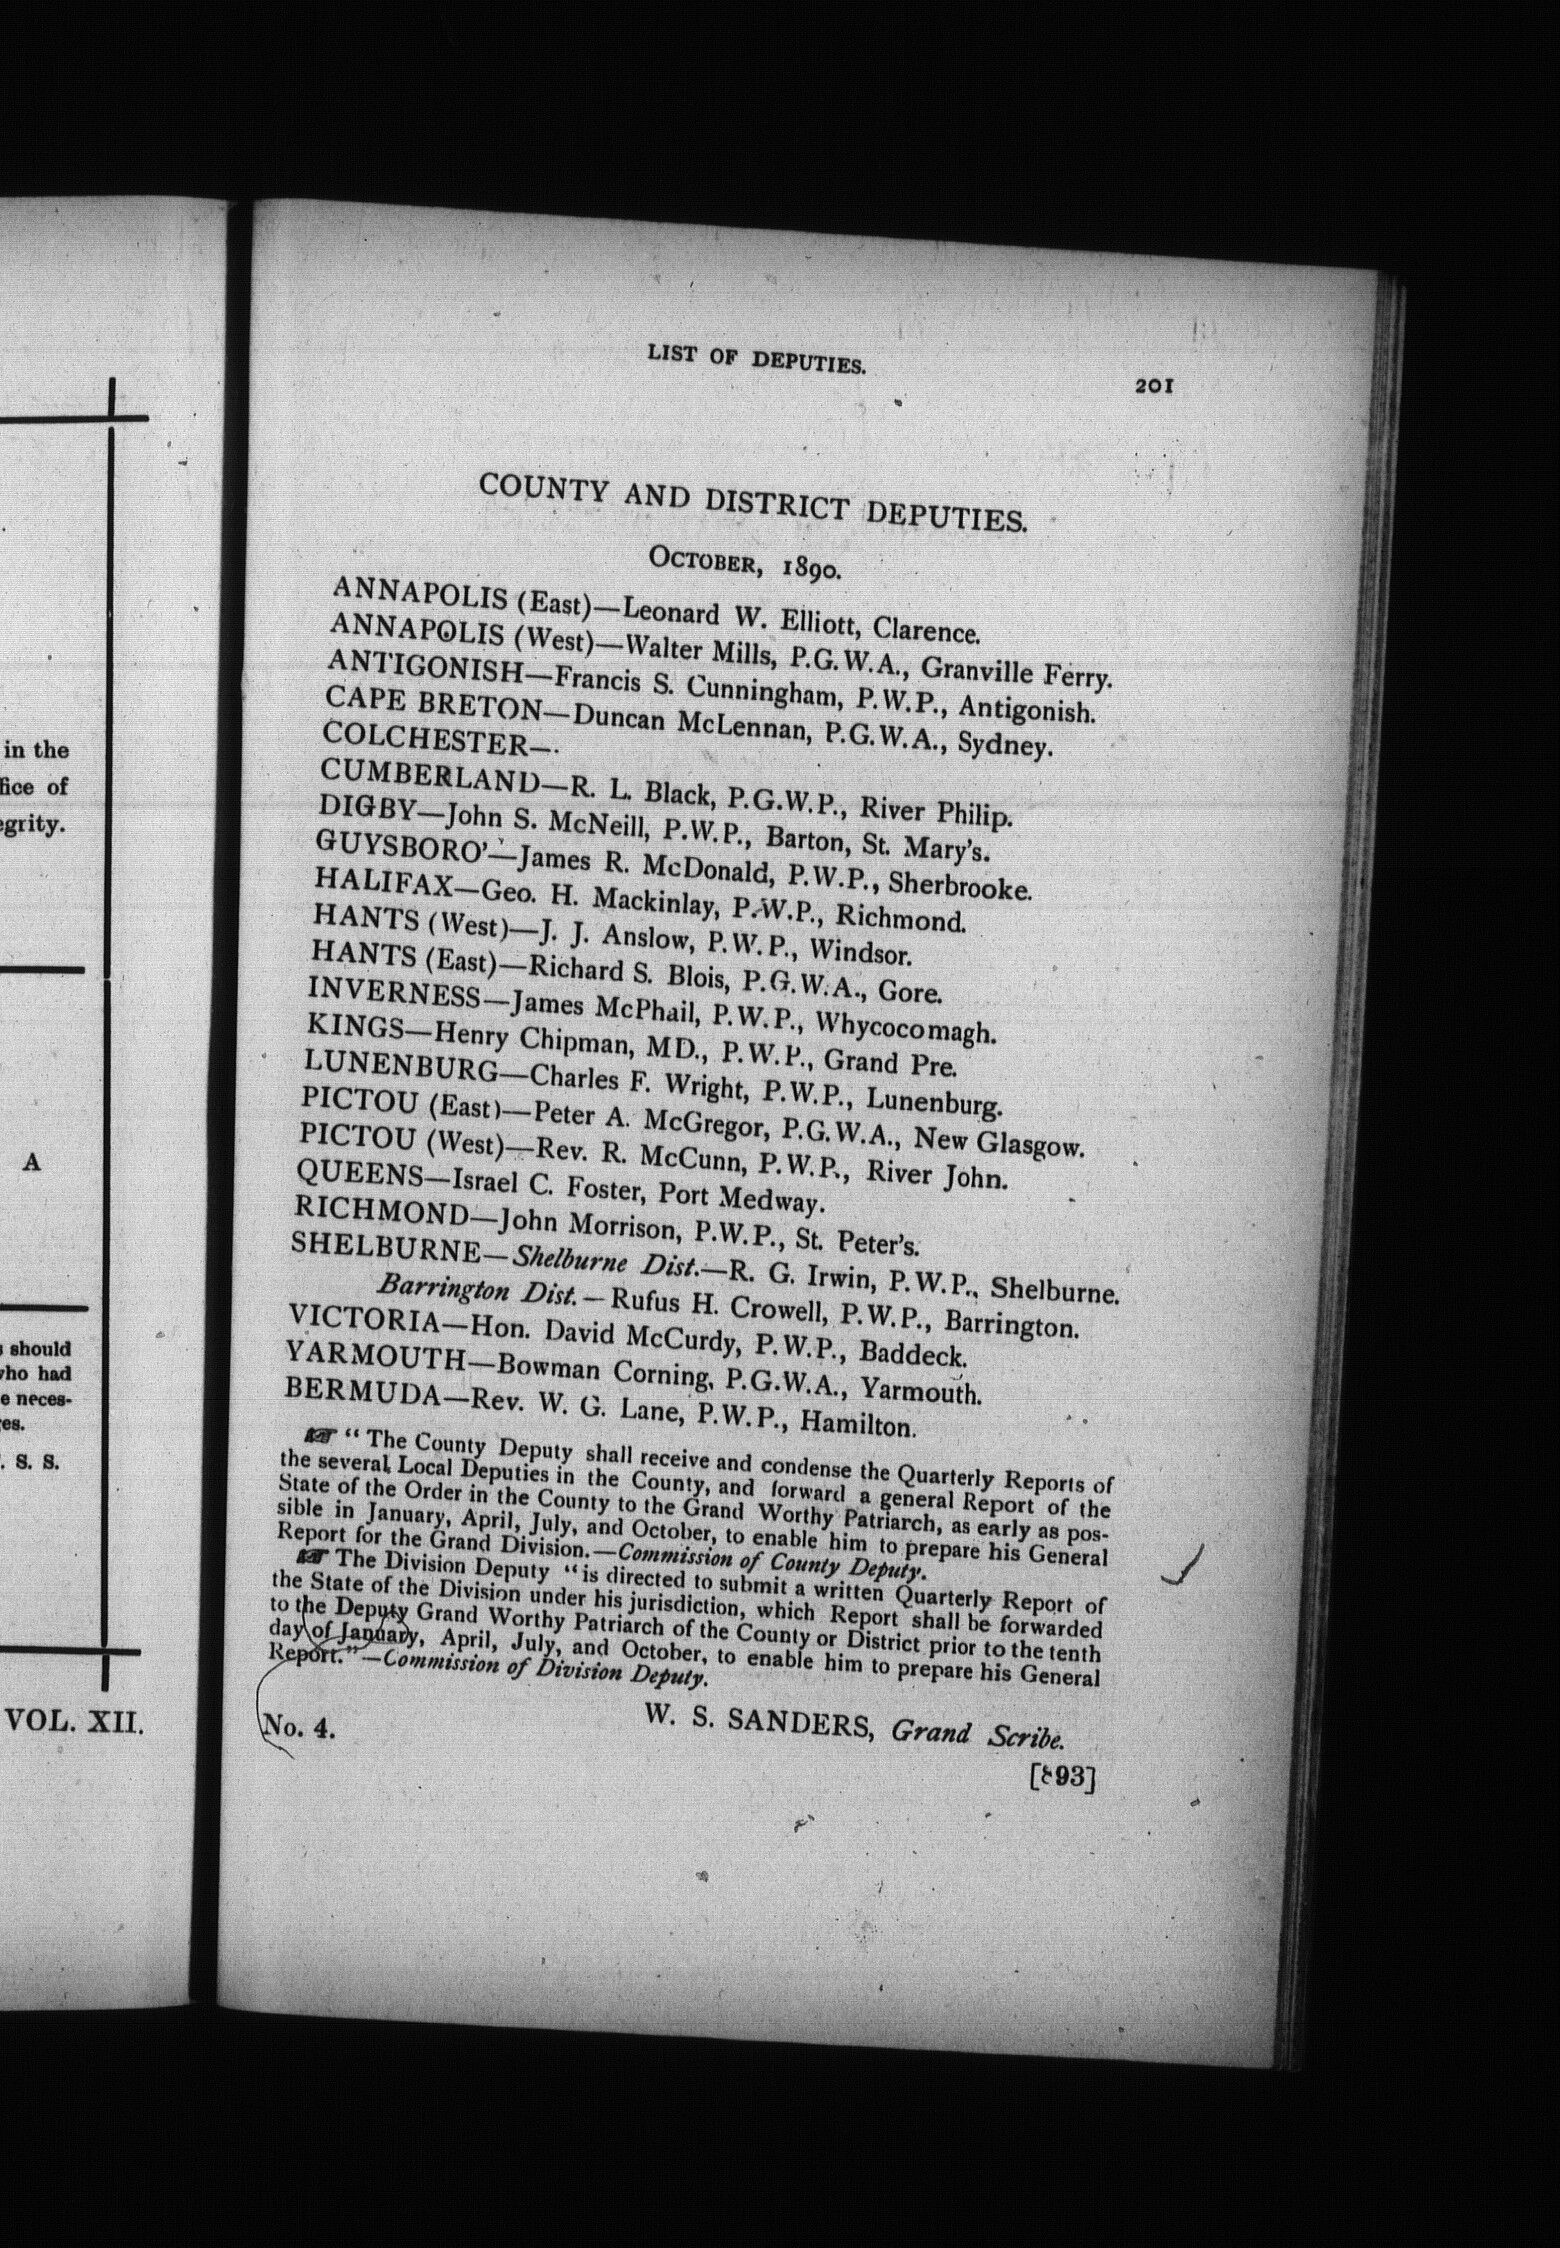 in the
fice of
egrity.
A
should
who had
e neces-
es.
. S. S.
VOL. XII.
LIST OF DEPUTIES.
201
COUNTY AND DISTRICT DEPUTIES.
OCTOBER, 1890.
ANNAPOLIS (East)—Leonard W. Elliott, Clarence.
ANNAPOLIS (West)—Walter Mills, P.G.W.A., Granville Ferry.
ANTIGONISH—Francis S. Cunningham, P.W.P., Antigonish.
CAPE BRETON—Duncan McLennan, P.G.W.A., Sydney.
COLCHESTER—.
CUMBERLAND—R. L. Black, P.G.W.P., River Philip.
DIGBY—John S. McNeill, P.W.P., Barton, St. Mary's.
GUYSBORO'—James R. McDonald, P.W.P., Sherbrooke.
HALIFAX—Geo. H. Mackinlay, P.W.P., Richmond.
HANTS (West)—J. J. Anslow, P.W.P., Windsor.
HANTS (East)—Richard S. Blois, P.G.W.A., Gore.
INVERNESS—James McPhail, P.W.P., Whycocomagh.
KINGS—Henry Chipman, MD., P.W.P., Grand Pre.
LUNENBURG—Charles F. Wright, P.W.P., Lunenburg.
PICTOU (East)—Peter A. McGregor, P.G.W.A., New Glasgow.
PICTOU (West)—Rev. R. McCunn, P.W.P., River John.
QUEENS—Israel C. Foster, Port Medway.
RICHMOND—John Morrison, P.W.P., St. Peter's.
SHELBURNE—Shelburne Dist.—R. G. Irwin, P.W.P., Shelburne.
Barrington Dist.—Rufus H. Crowell, P.W.P., Barrington.
VICTORIA—Hon. David McCurdy, P.W.P., Baddeck.
YARMOUTH—Bowman Corning, P.G.W.A., Yarmouth.
BERMUDA—Rev. W. G. Lane, P.W.P., Hamilton.
☞ "The County Deputy shall receive and condense the Quarterly Reports of
the several Local Deputies in the County, and forward a general Report of the
State of the Order in the County to the Grand Worthy Patriarch, as early as pos-
sible in January, April, July, and October, to enable him to prepare his General
Report for the Grand Division.—Commission of County Deputy.
☞ The Division Deputy "is directed to submit a written Quarterly Report of
the State of the Division under his jurisdiction, which Report shall be forwarded
to the Deputy Grand Worthy Patriarch of the County or District prior to the tenth
day of January, April, July, and October, to enable him to prepare his General
Report."—Commission of Division Deputy.
W. S. SANDERS, Grand Scribe.
No. 4.
[893]